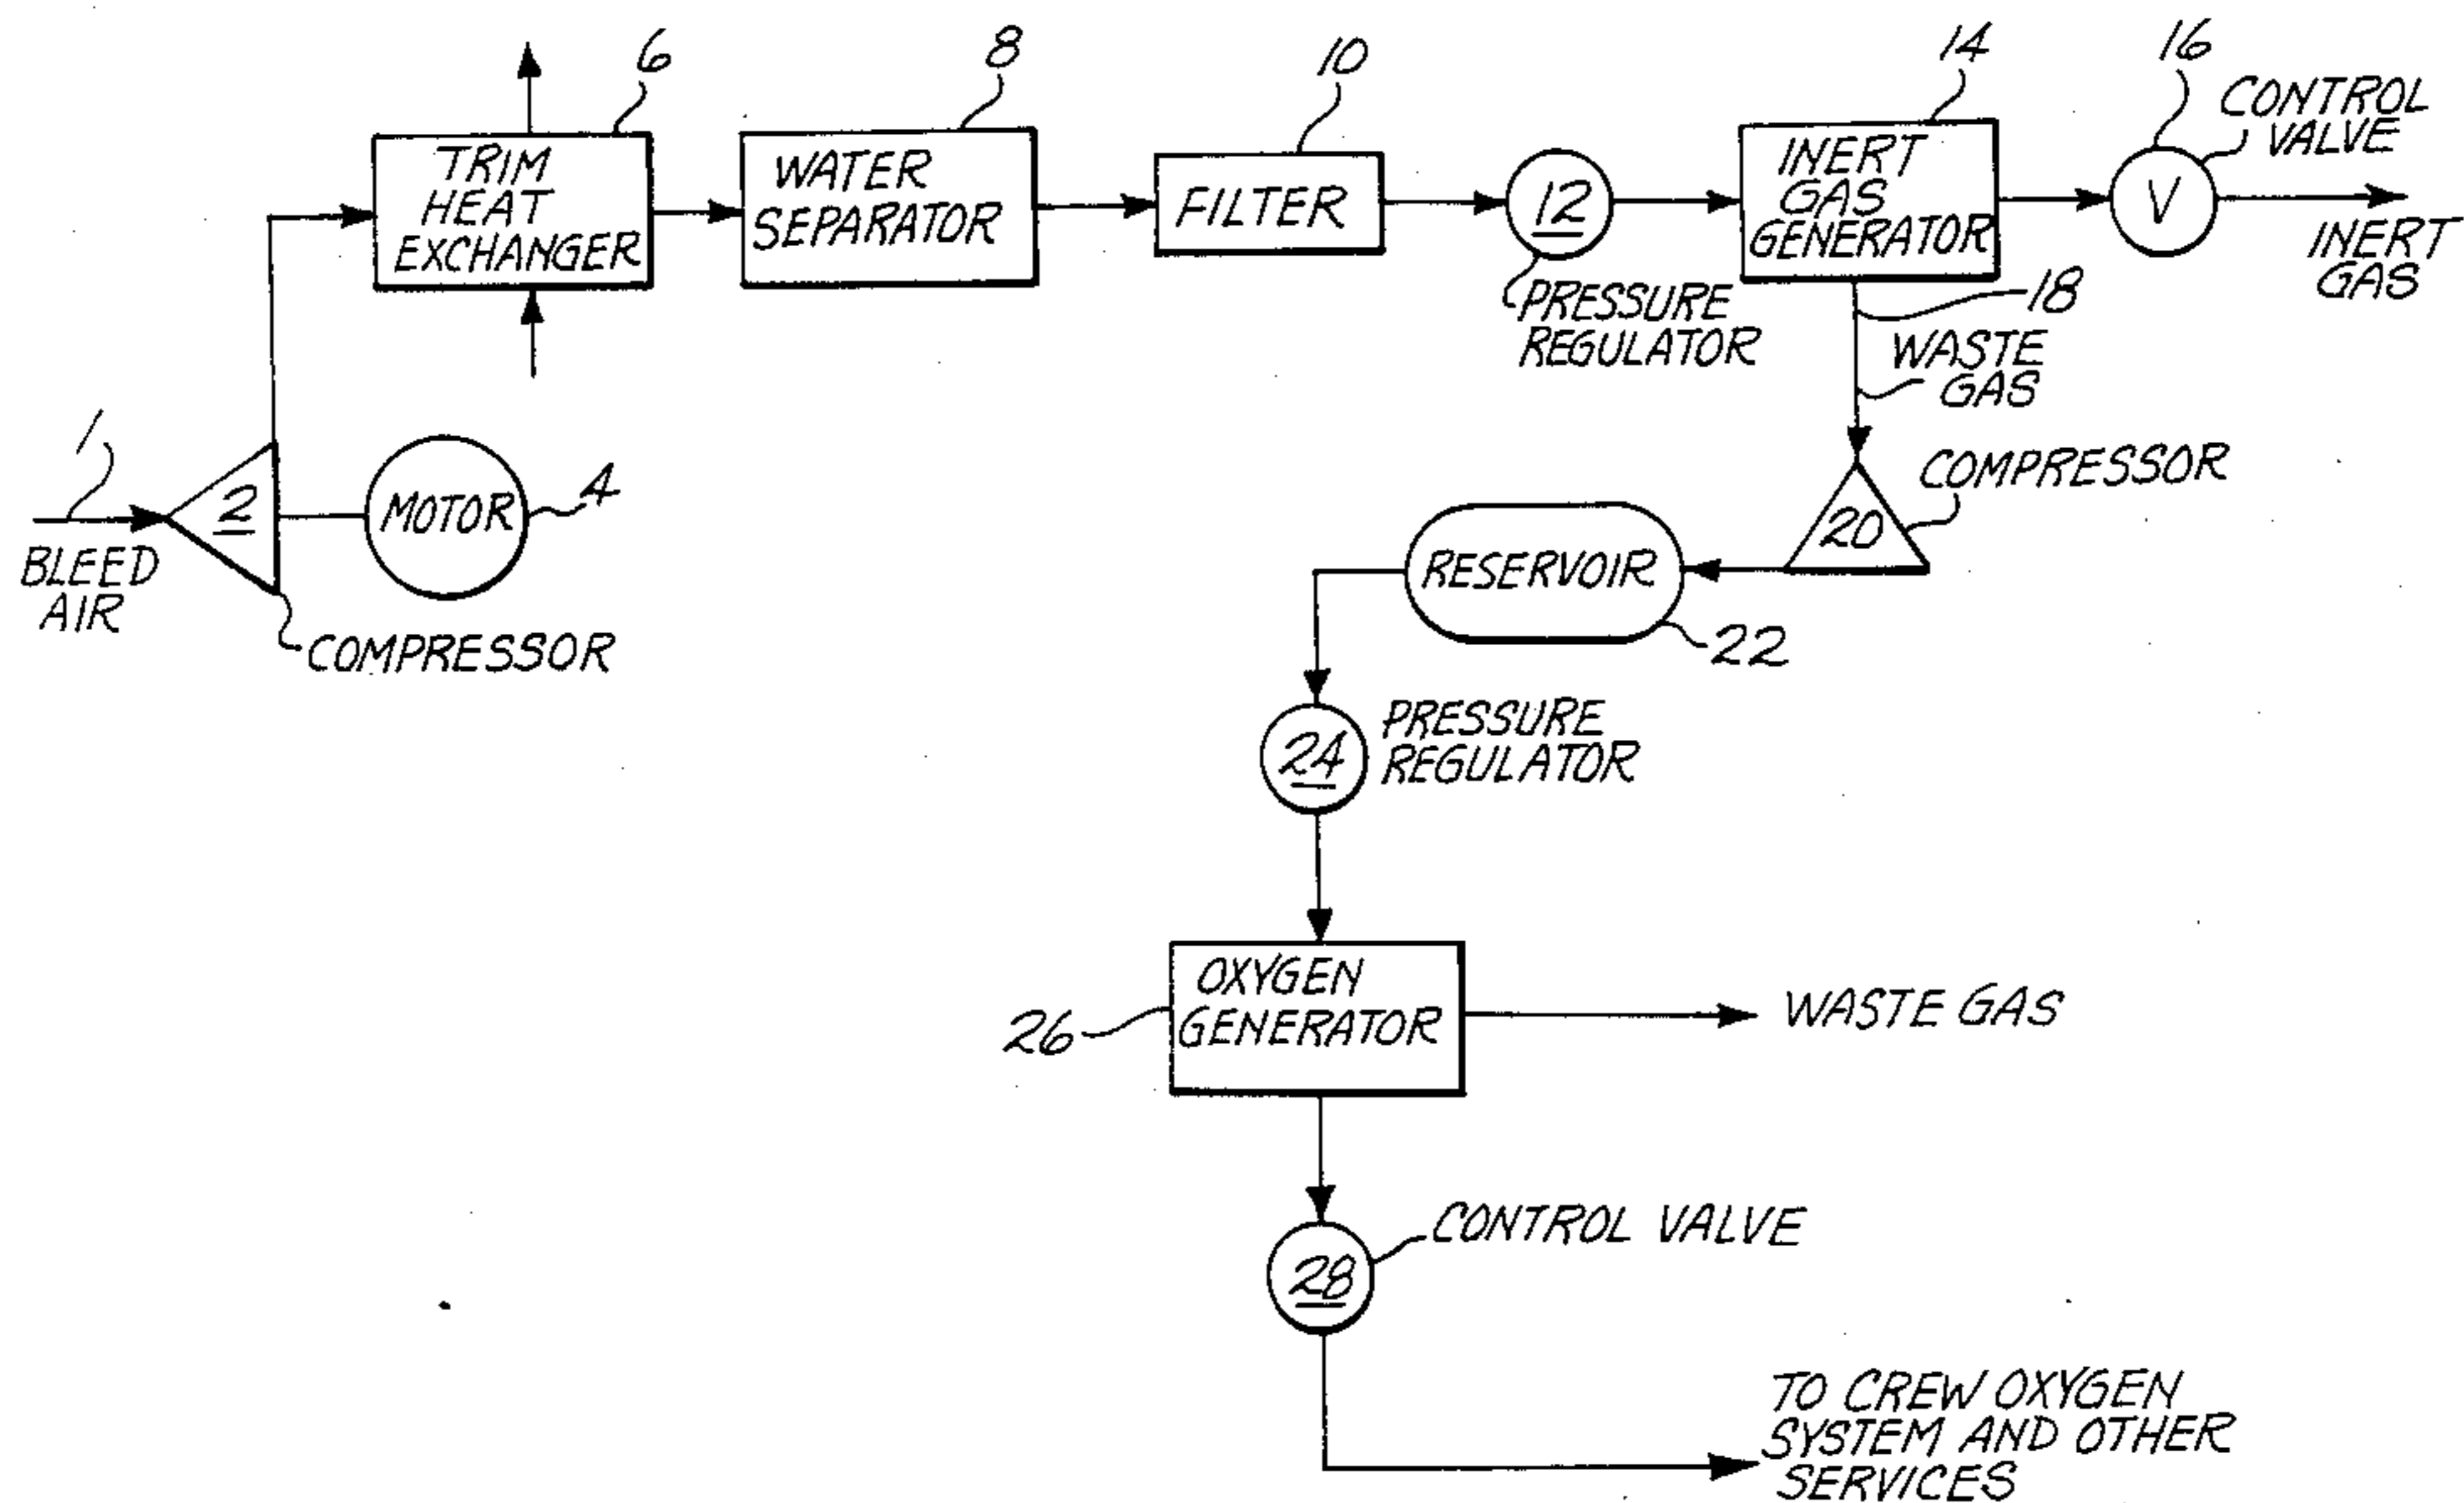 6
8
10
14
16
CONTROL
VALVE
TRIM
HEAT
EXCHANGER
WATER
SEPARATOR
FILTER
12
PRESSURE
REGULATOR
INERT
GAS
GENERATOR
V
INERT
GAS
18
WASTE
GAS
1
BLEED
AIR
2
MOTOR
4
COMPRESSOR
COMPRESSOR
20
RESERVOIR
22
24
PRESSURE
REGULATOR
OXYGEN
GENERATOR
26
WASTE GAS
28
CONTROL VALVE
TO CREW OXYGEN
SYSTEM AND OTHER
SERVICES